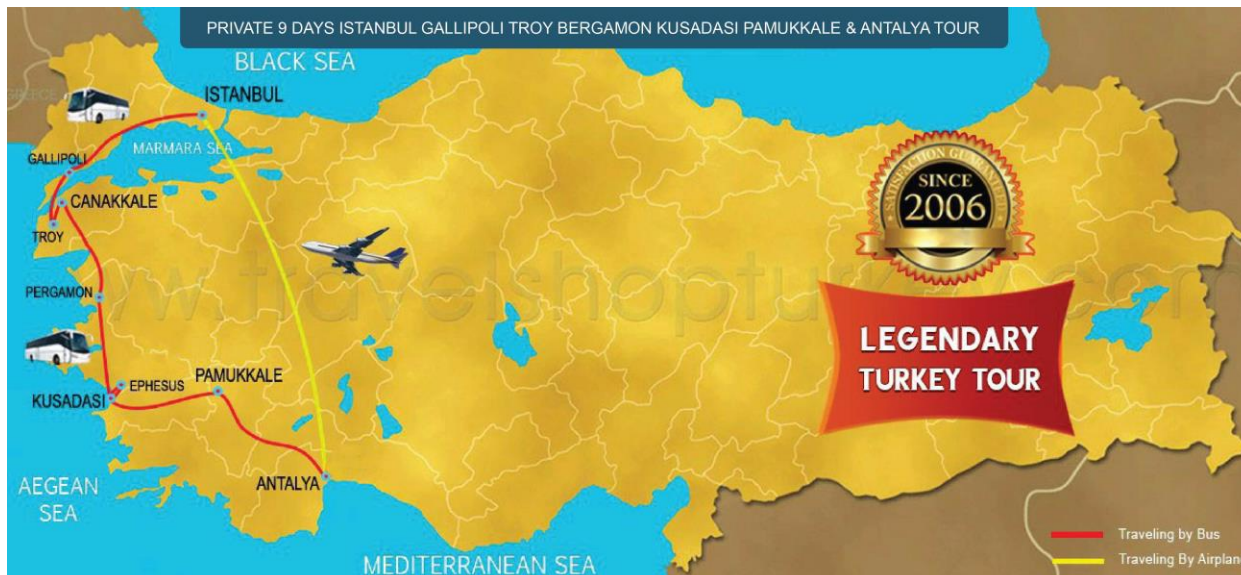 PRIVATE 9 DAYS ISTANBUL GALLIPOLI TROY BERGAMON KUSADASI PAMUKKALE & ANTALYA TOUR
BLACK SEA
GREECE
ISTANBUL
MARMARA SEA
GALLIPOLI
CANAKKALE
TROY
PERGAMON
EPHESUS
PAMUKKALE
KUSADASI
ANTALYA
AEGEAN
SEA
MEDITERRANEAN SEA
www.travelshopturkey.com
SATISFACTION GUARANTEED
SINCE
2006
LEGENDARY
TURKEY TOUR
Traveling by Bus
Traveling By Airplan